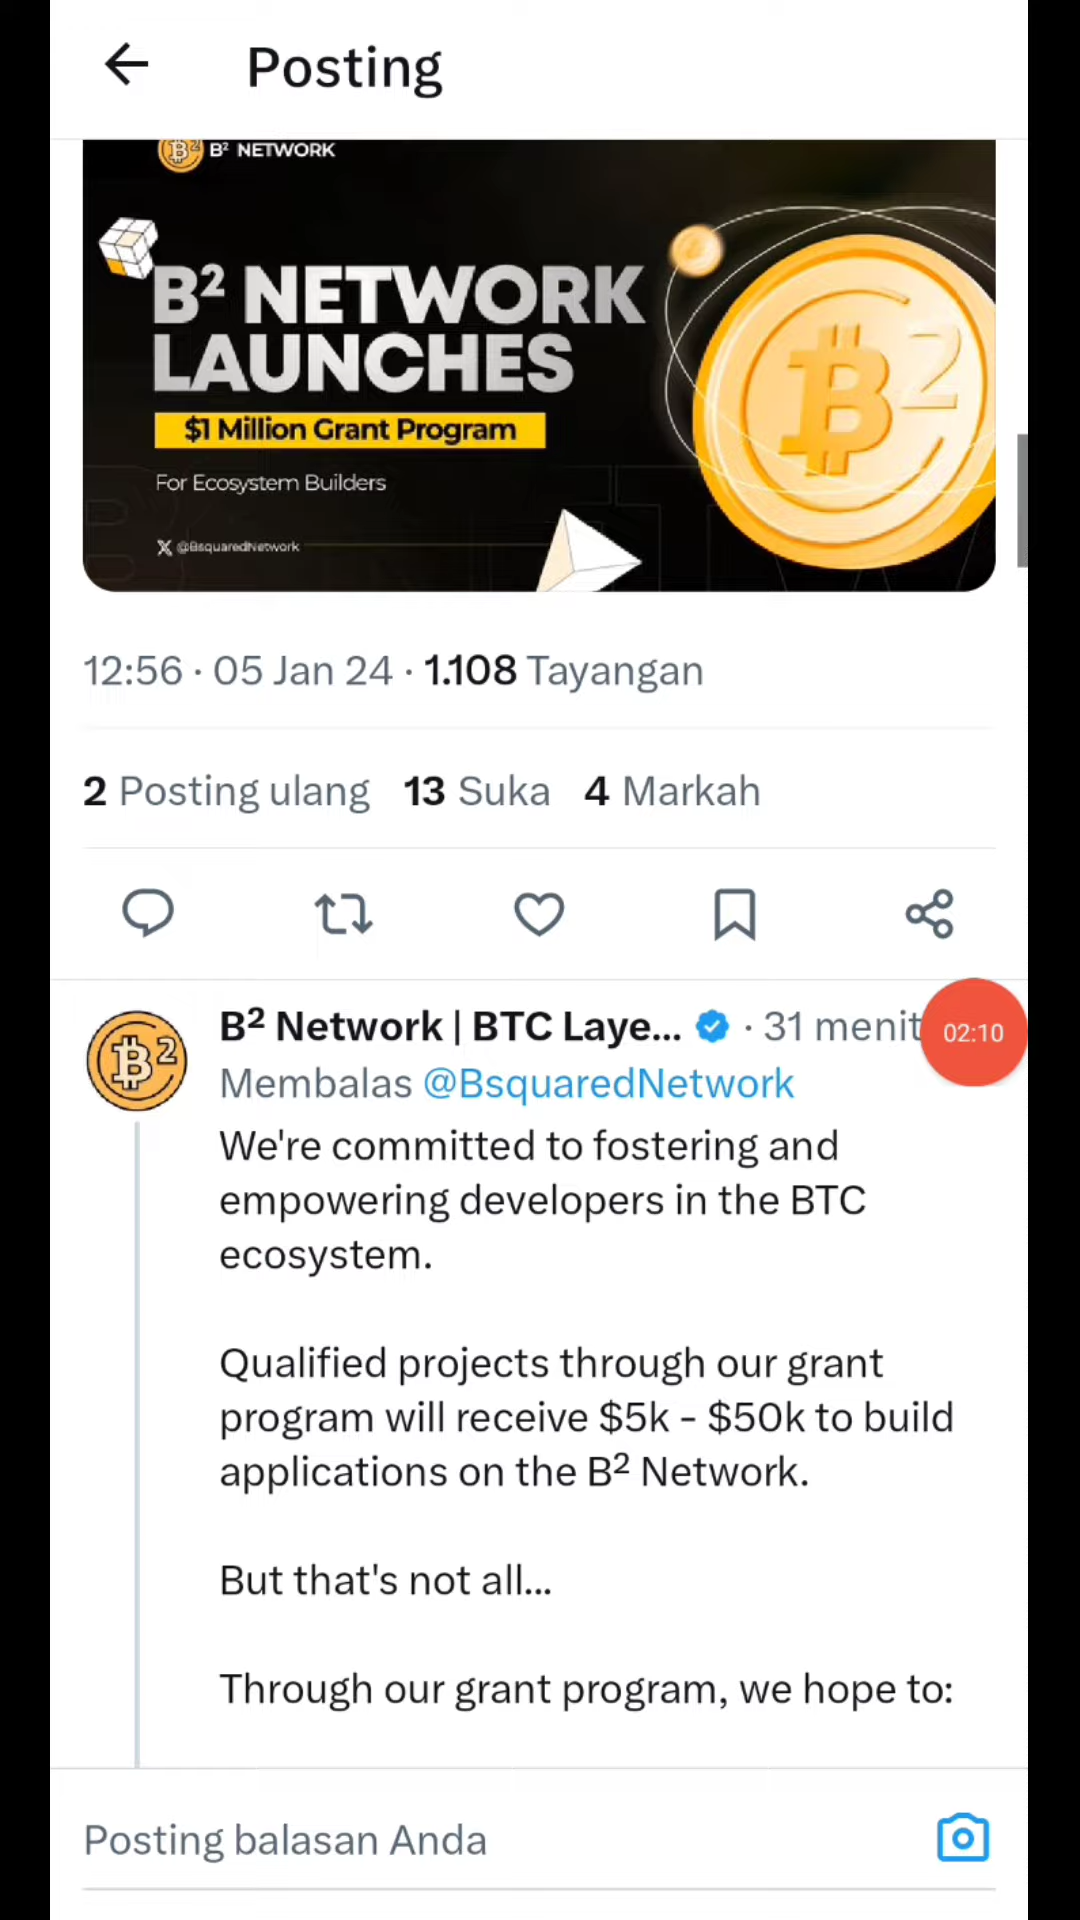 Posting
B² NETWORK
B² NETWORK
LAUNCHES
$1 Million Grant Program
For Ecosystem Builders
X @BsquaredNetwork
12:56 · 05 Jan 24 · 1.108 Tayangan
2 Posting ulang 13 Suka 4 Markah
B² Network | BTC Laye... · 31 menit
02:10
Membalas @BsquaredNetwork
We're committed to fostering and
empowering developers in the BTC
ecosystem.
Qualified projects through our grant
program will receive $5k - $50k to build
applications on the B² Network.
But that's not all...
Through our grant program, we hope to:
Posting balasan Anda